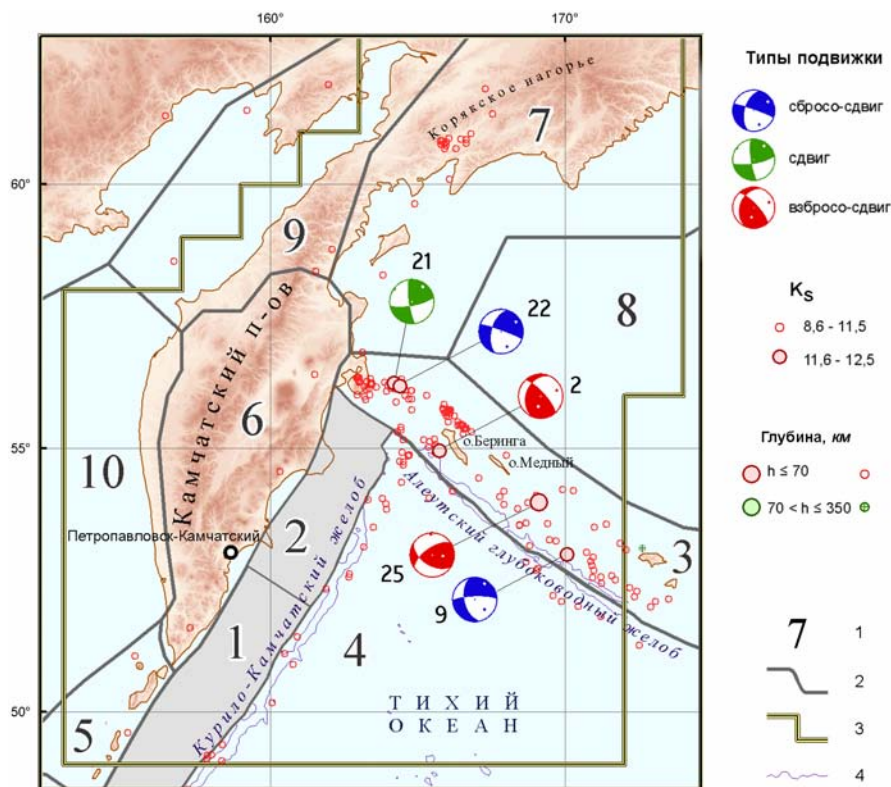 160°
170°
60°
55°
50°
Корякское нагорье
7
9
21
22
8
2
Камчатский п-ов
6
о.Беринга
о.Медный
10
Петропавловск-Камчатский
2
Алеутский глубоководный желоб
3
25
9
1
Курило-Камчатский желоб
4
ТИХИЙ
ОКЕАН
5
Типы подвижки
сбросо-сдвиг
сдвиг
взбросо-сдвиг
KS
8,6 - 11,5
11,6 - 12,5
Глубина, км
h ≤ 70
70 < h ≤ 350
7 1
2
3
4